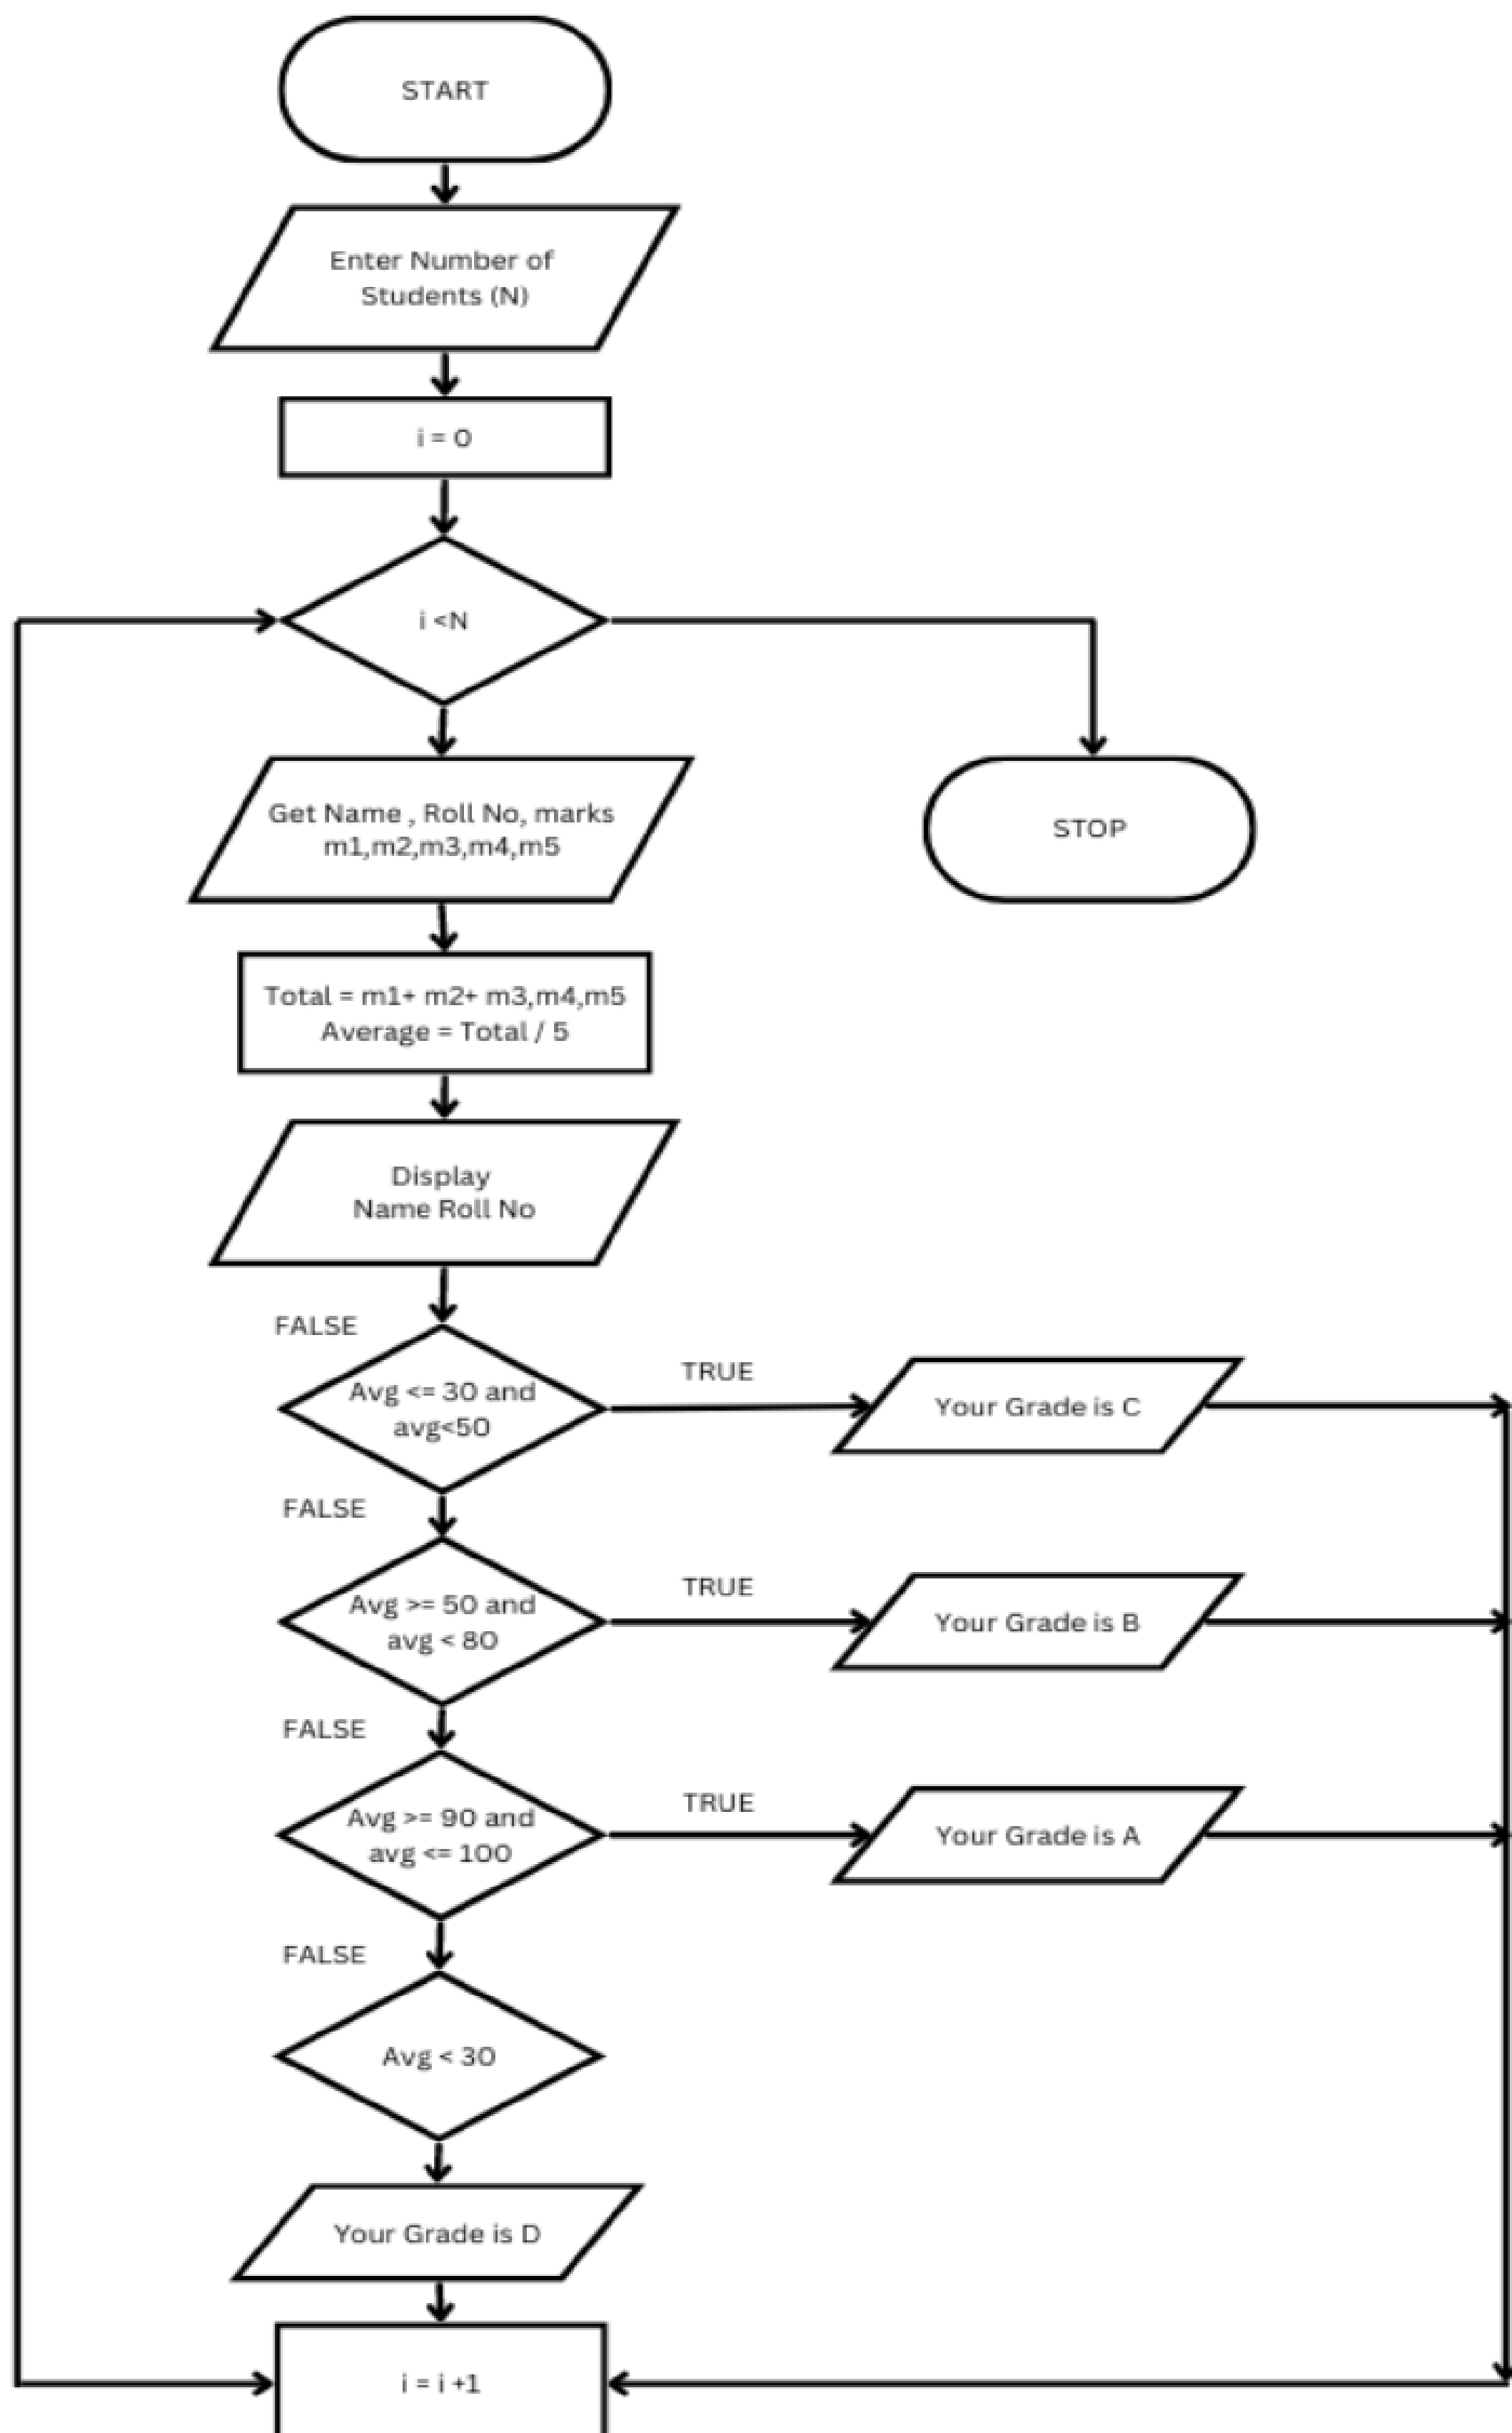 START
Enter Number of
Students (N)
i = 0
i <N
Get Name , Roll No, marks
m1,m2,m3,m4,m5
STOP
Total = m1+ m2+ m3,m4,m5
Average = Total / 5
Display
Name Roll No
FALSE
TRUE
Avg <= 30 and
avg<50
Your Grade is C
FALSE
TRUE
Avg >= 50 and
avg < 80
Your Grade is B
FALSE
TRUE
Avg >= 90 and
avg <= 100
Your Grade is A
FALSE
Avg < 30
Your Grade is D
i = i +1